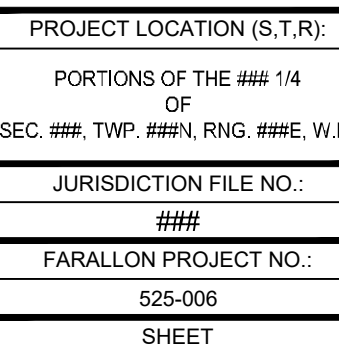 PROJECT LOCATION (S,T,R):
PORTIONS OF THE ### 1/4
OF
SEC. ###, TWP. ###N, RNG. ###E, W.
JURISDICTION FILE NO.:
###
FARALLON PROJECT NO.:
525-006
SHEET